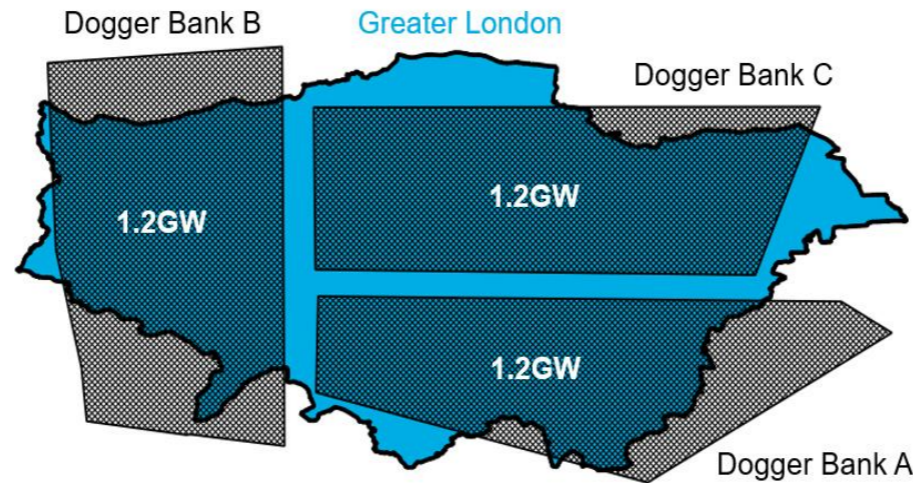 Dogger Bank B
Greater London
Dogger Bank C
1.2GW
1.2GW
1.2GW
Dogger Bank A